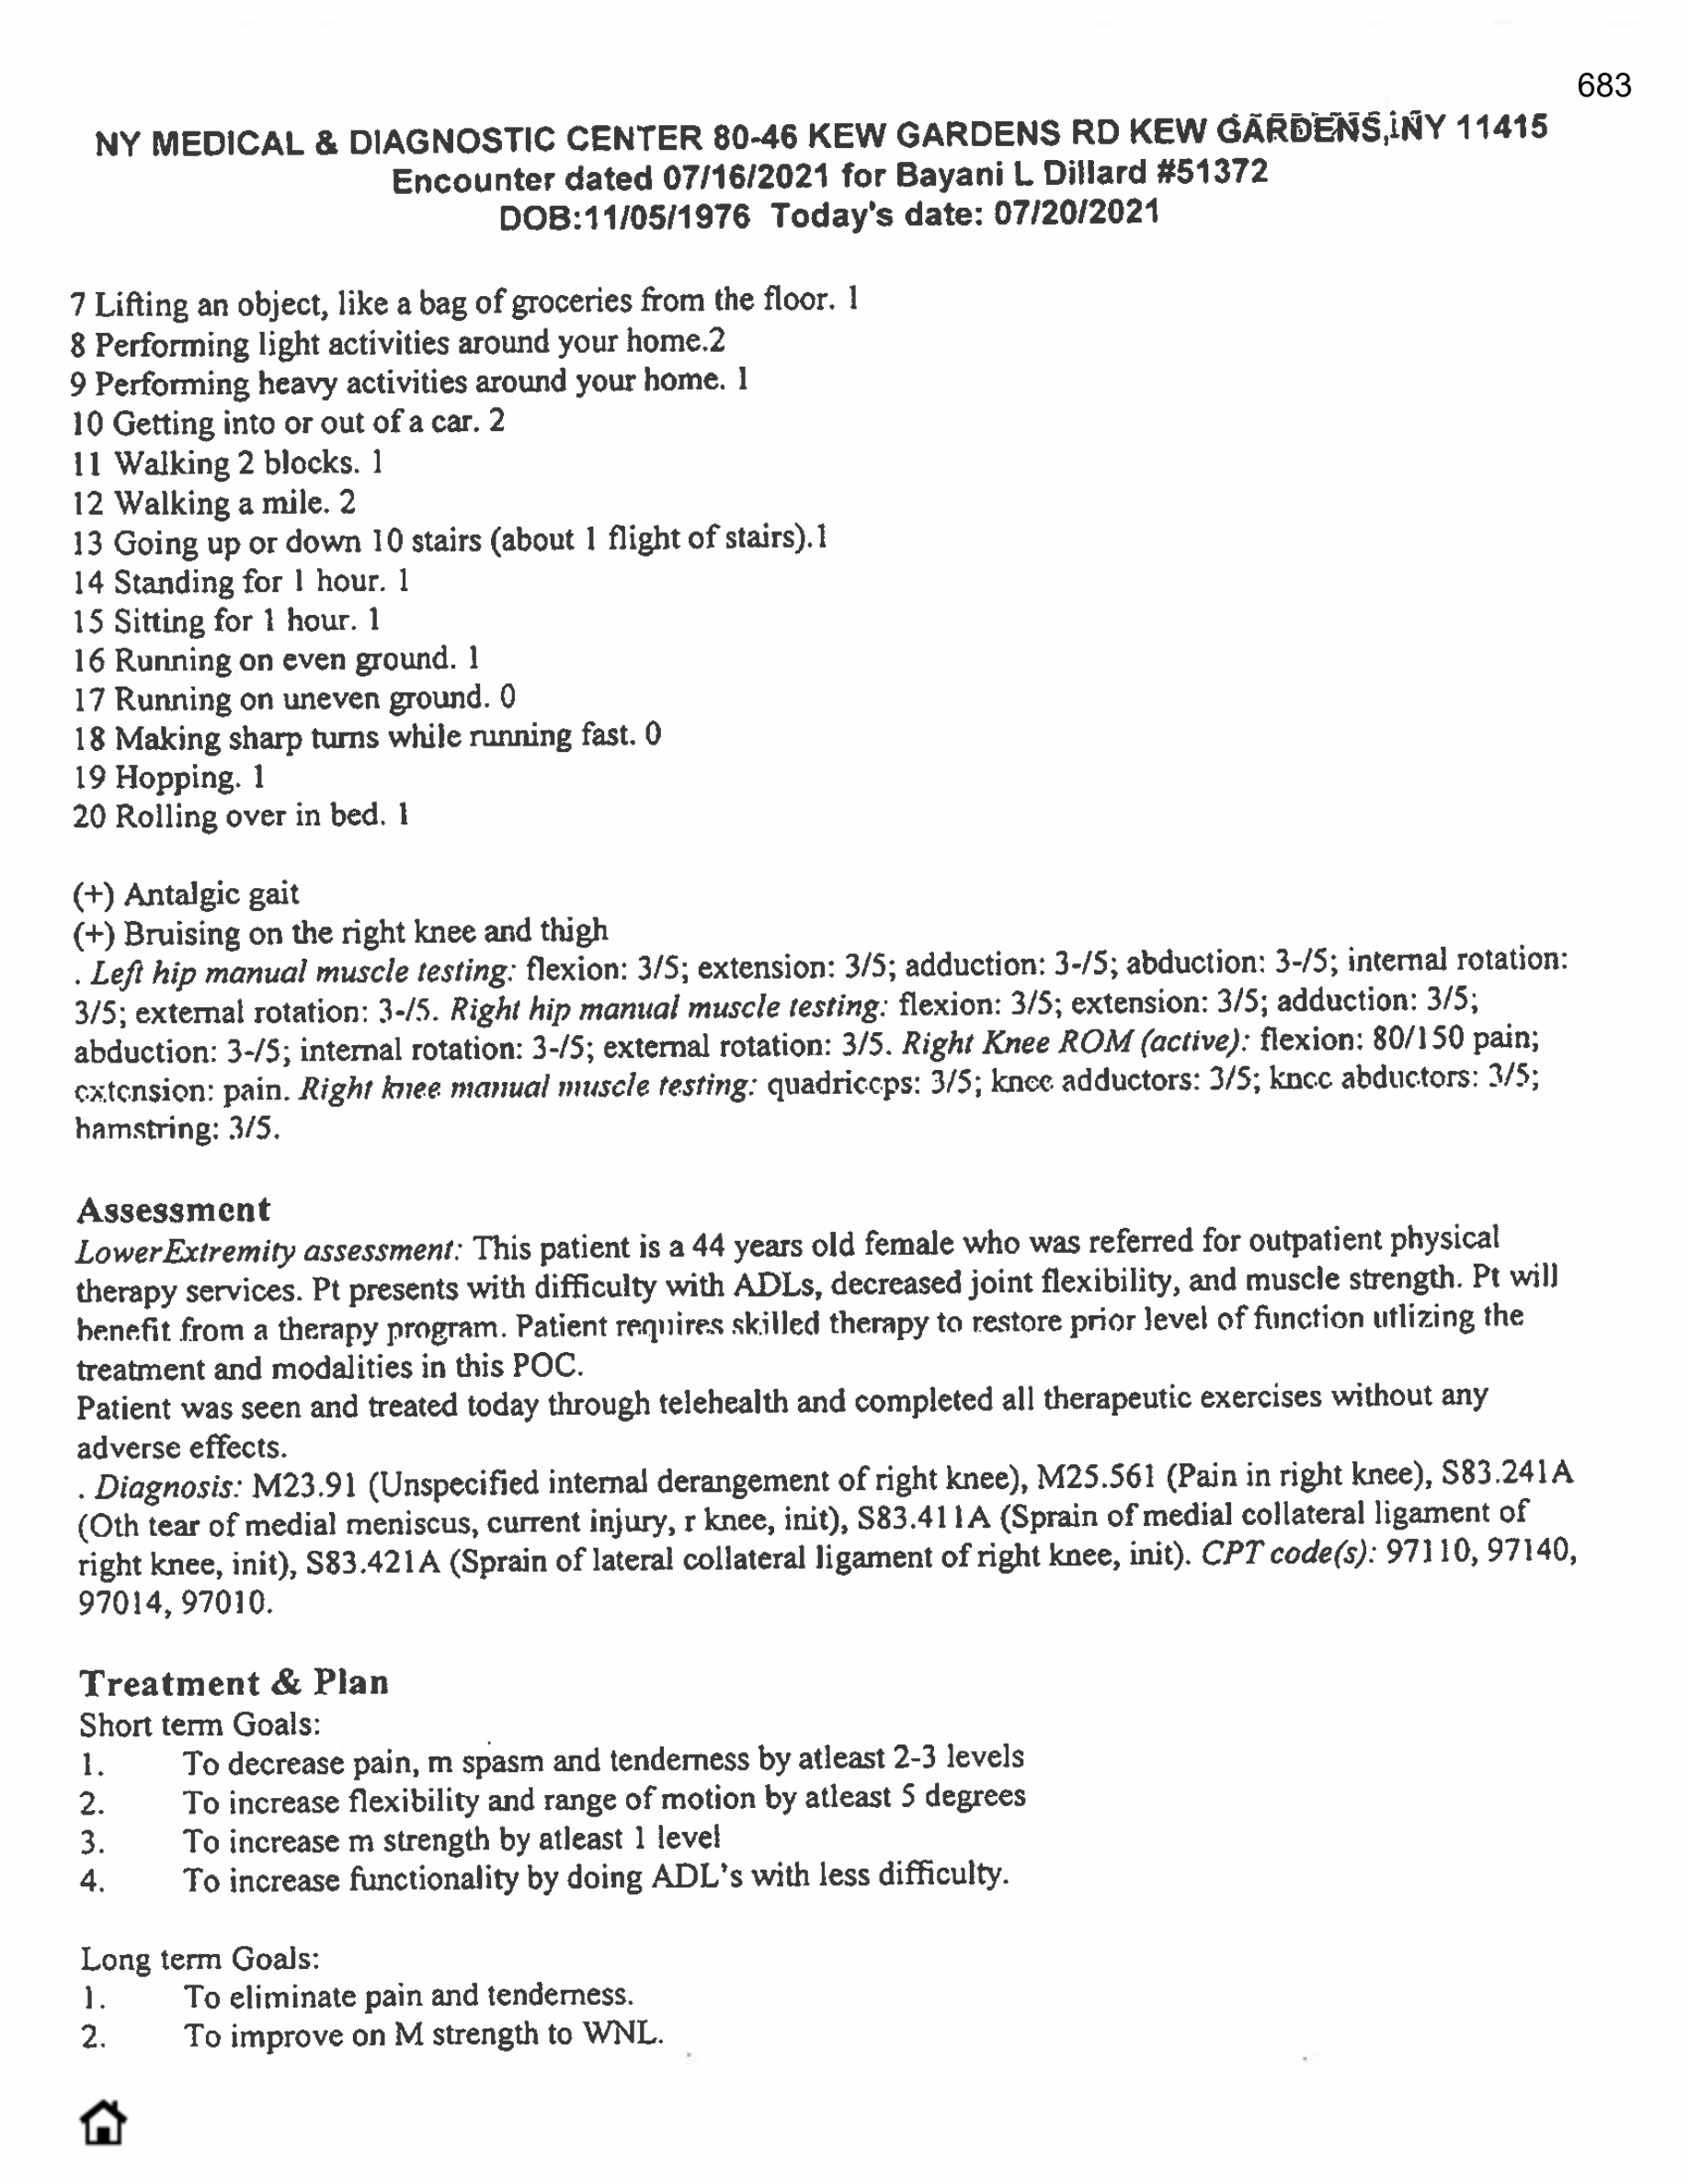 683
NY MEDICAL & DIAGNOSTIC CENTER 80-46 KEW GARDENS RD KEW GARDENS, NY 11415
Encounter dated 07/16/2021 for Bayani L Dillard #51372
DOB:11/05/1976 Today's date: 07/20/2021
7 Lifting an object, like a bag of groceries from the floor. 1
8 Performing light activities around your home.2
9 Performing heavy activities around your home. 1
10 Getting into or out of a car. 2
11 Walking 2 blocks. 1
12 Walking a mile. 2
13 Going up or down 10 stairs (about 1 flight of stairs).1
14 Standing for 1 hour. 1
15 Sitting for 1 hour. 1
16 Running on even ground. 1
17 Running on uneven ground. 0
18 Making sharp turns while running fast. 0
19 Hopping. 1
20 Rolling over in bed. 1
(+) Antalgic gait
(+) Bruising on the right knee and thigh
. Left hip manual muscle testing: flexion: 3/5; extension: 3/5; adduction: 3-/5; abduction: 3-/5; internal rotation:
3/5; external rotation: 3-/5. Right hip manual muscle testing: flexion: 3/5; extension: 3/5; adduction: 3/5;
abduction: 3-/5; internal rotation: 3-/5; external rotation: 3/5. Right Knee ROM (active): flexion: 80/150 pain;
extension: pain. Right knee manual muscle testing: quadriceps: 3/5; knee adductors: 3/5; knee abductors: 3/5;
hamstring: 3/5.
Assessment
LowerExtremity assessment: This patient is a 44 years old female who was referred for outpatient physical
therapy services. Pt presents with difficulty with ADLs, decreased joint flexibility, and muscle strength. Pt will
benefit from a therapy program. Patient requires skilled therapy to restore prior level of function utlizing the
treatment and modalities in this POC.
Patient was seen and treated today through telehealth and completed all therapeutic exercises without any
adverse effects.
. Diagnosis: M23.91 (Unspecified internal derangement of right knee), M25.561 (Pain in right knee), S83.241A
(Oth tear of medial meniscus, current injury, r knee, init), S83.411A (Sprain of medial collateral ligament of
right knee, init), S83.421A (Sprain of lateral collateral ligament of right knee, init). CPT code(s): 97110, 97140,
97014, 97010.
Treatment & Plan
Short term Goals:
1. To decrease pain, m spasm and tenderness by atleast 2-3 levels
2. To increase flexibility and range of motion by atleast 5 degrees
3. To increase m strength by atleast 1 level
4. To increase functionality by doing ADL's with less difficulty.
Long term Goals:
1. To eliminate pain and tenderness.
2. To improve on M strength to WNL.